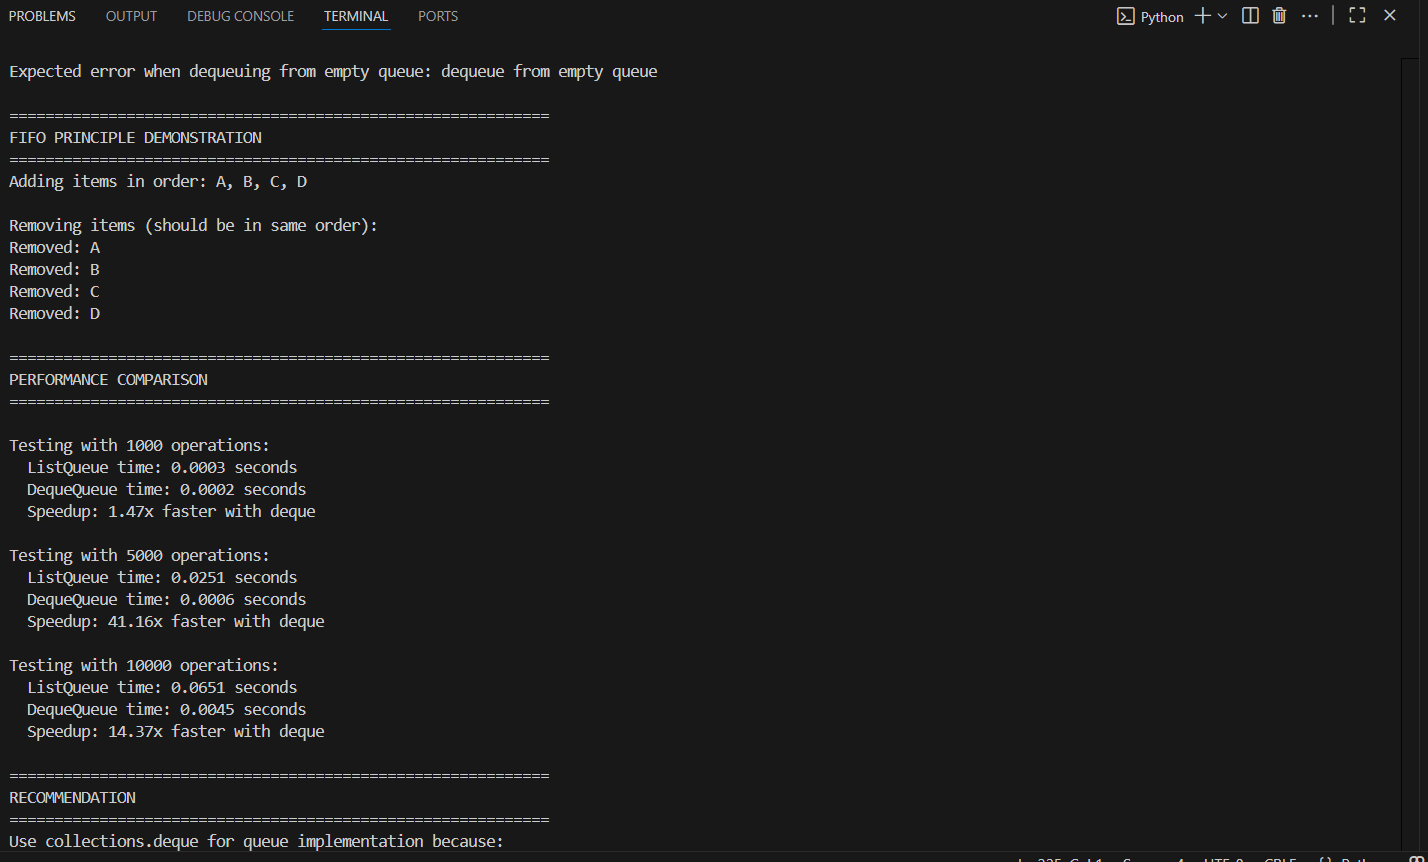 PROBLEMS OUTPUT DEBUG CONSOLE TERMINAL PORTS Python
Expected error when dequeuing from empty queue: dequeue from empty queue
============================================================
FIFO PRINCIPLE DEMONSTRATION
============================================================
Adding items in order: A, B, C, D
Removing items (should be in same order):
Removed: A
Removed: B
Removed: C
Removed: D
============================================================
PERFORMANCE COMPARISON
============================================================
Testing with 1000 operations:
ListQueue time: 0.0003 seconds
DequeQueue time: 0.0002 seconds
Speedup: 1.47x faster with deque
Testing with 5000 operations:
ListQueue time: 0.0251 seconds
DequeQueue time: 0.0006 seconds
Speedup: 41.16x faster with deque
Testing with 10000 operations:
ListQueue time: 0.0651 seconds
DequeQueue time: 0.0045 seconds
Speedup: 14.37x faster with deque
============================================================
RECOMMENDATION
============================================================
Use collections.deque for queue implementation because: